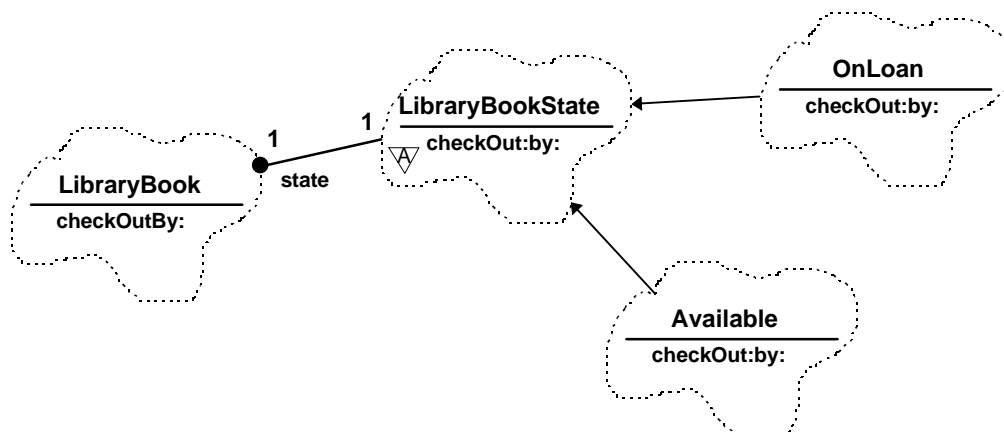 OnLoan
checkOut:by:
LibraryBookState
checkOut:by:
A
1
1
state
LibraryBook
checkOutBy:
Available
checkOut:by: